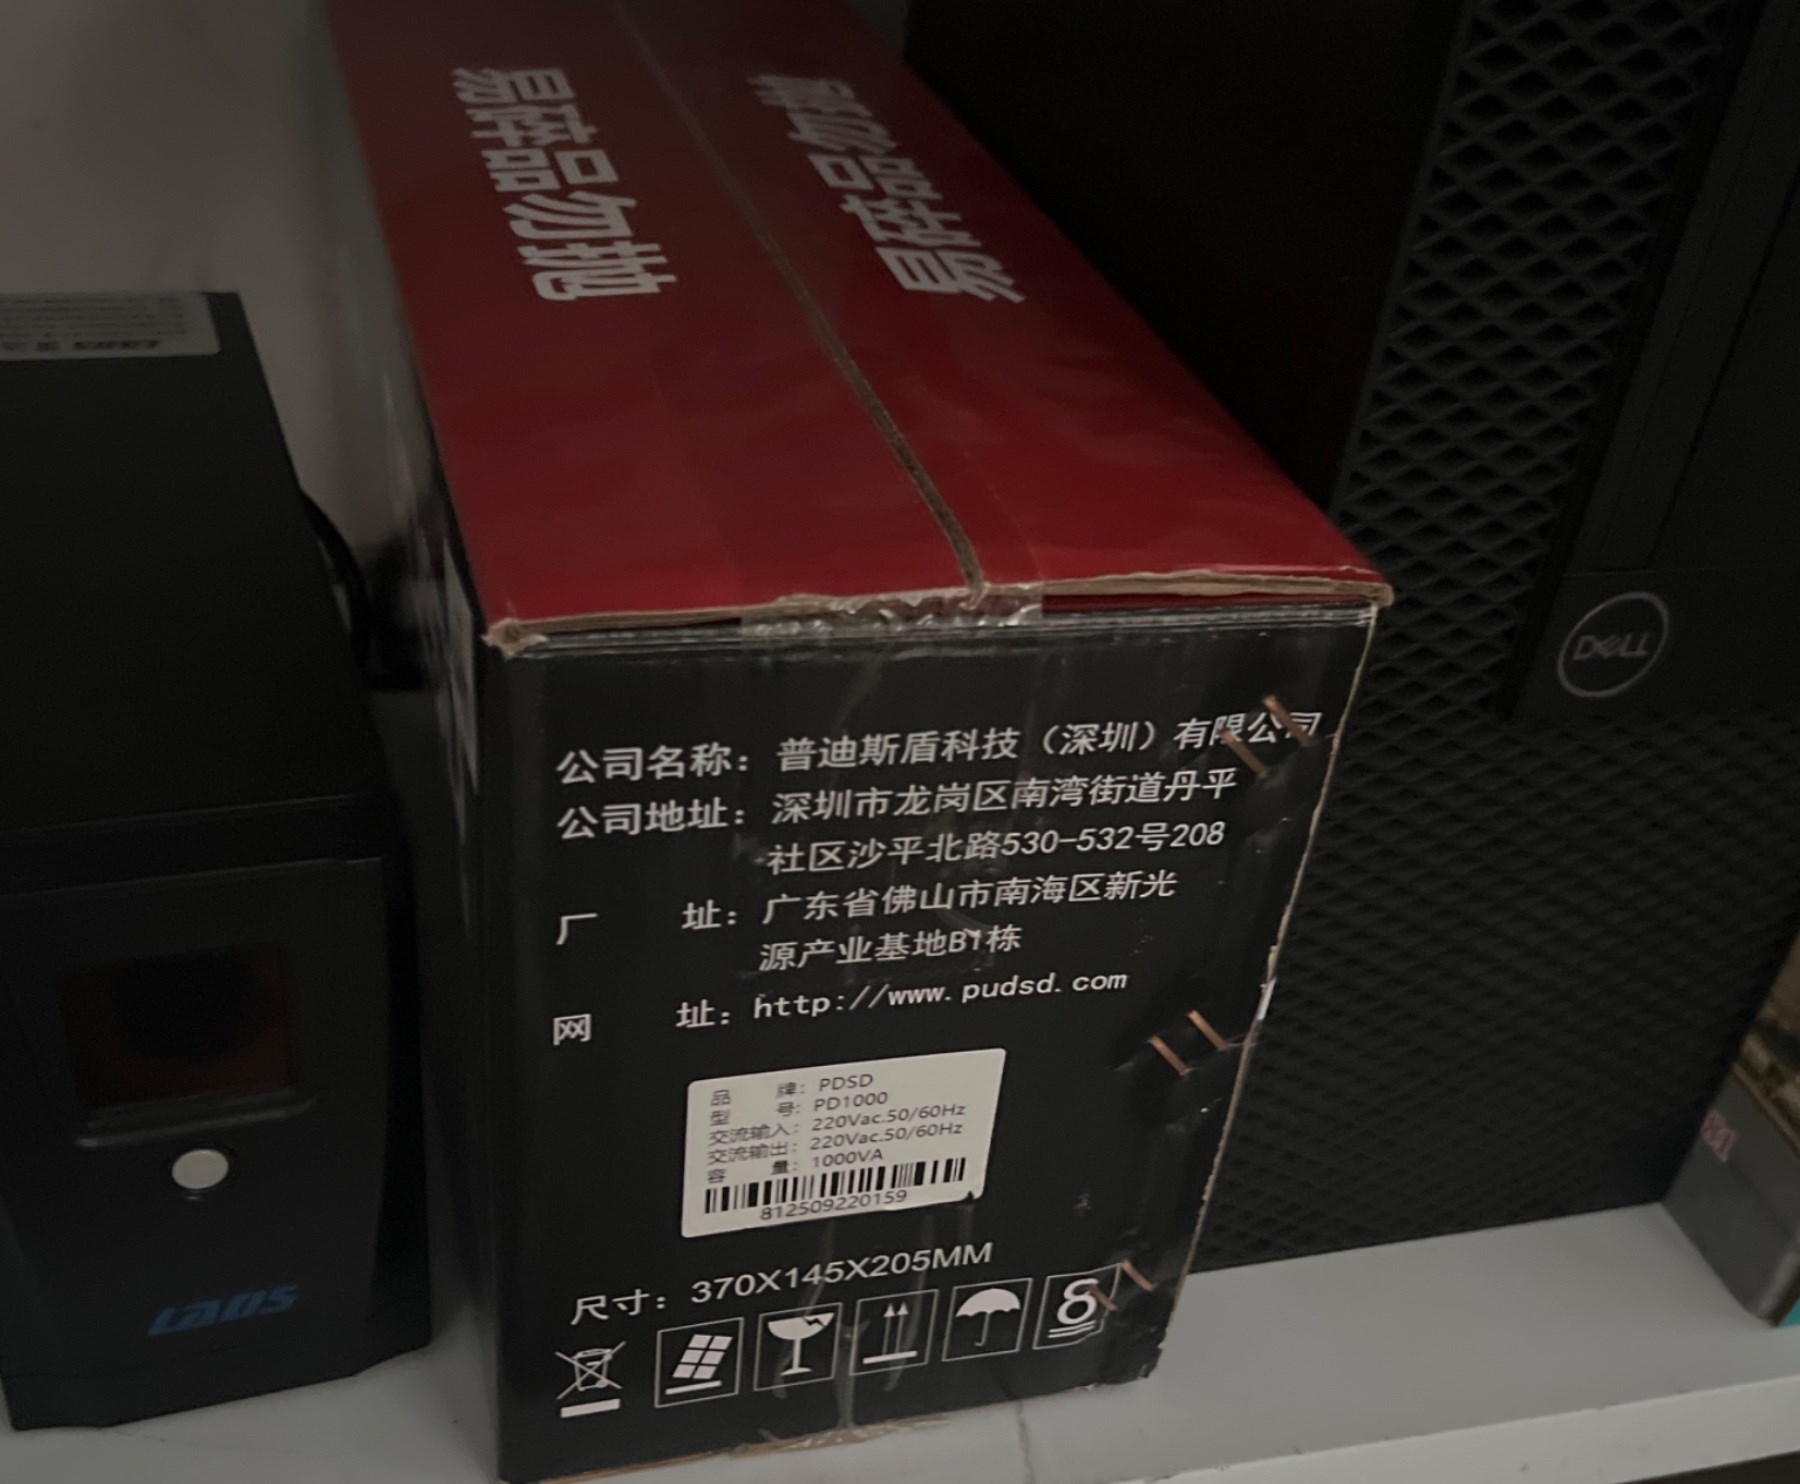 易碎品勿抛
易碎品勿抛
DELL
公司名称：普迪斯盾科技（深圳）有限公司
公司地址：深圳市龙岗区南湾街道丹平
社区沙平北路530-532号208
厂 址：广东省佛山市南海区新光
源产业基地B1栋
网 址：http://www.pudsd.com
品 牌：PDSD
型 号：PD1000
交流输入：220Vac.50/60Hz
交流输出：220Vac.50/60Hz
容 量：1000VA
812509220159
尺寸：370X145X205MM
LADS